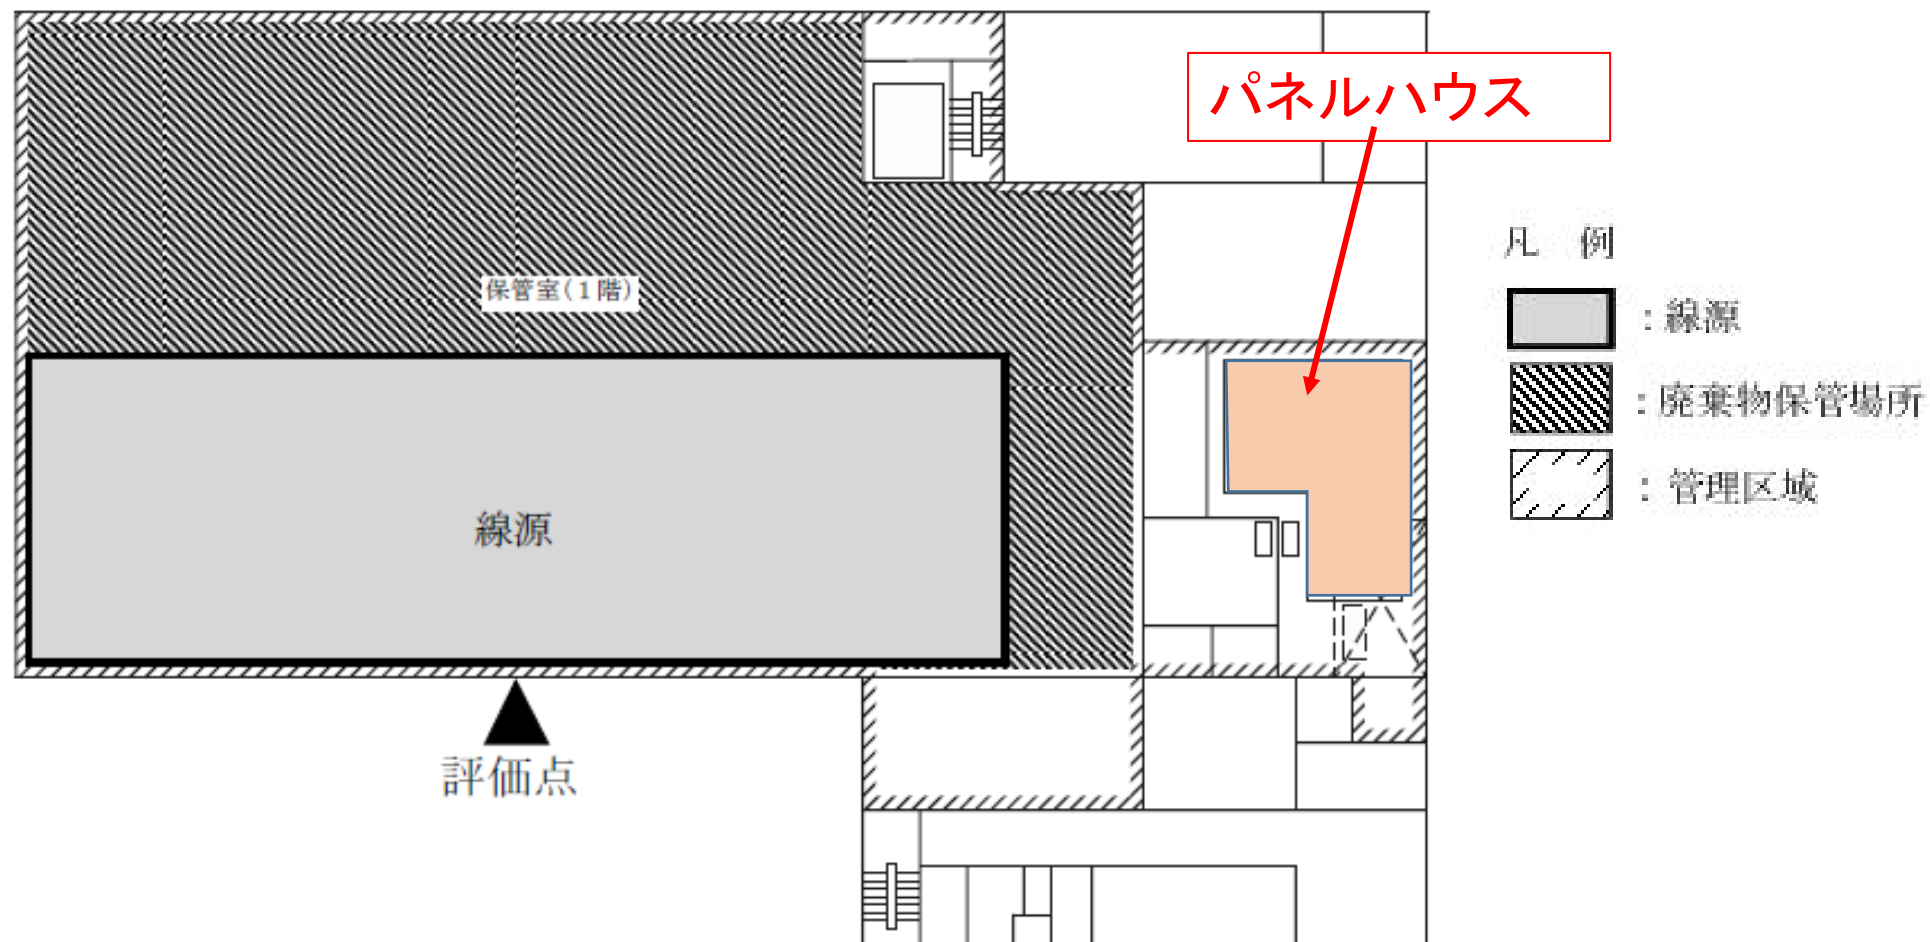 パネルハウス
凡 例
：線源
保管室(1階)
：廃棄物保管場所
：管理区域
線源
評価点